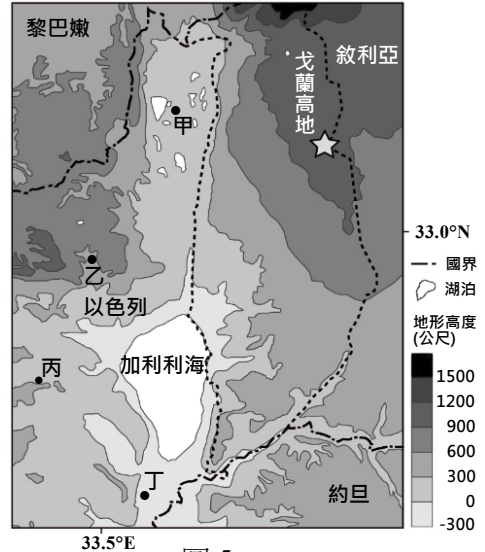 黎巴嫩
敘利亞
戈蘭高地
甲
33.0°N
國界
湖泊
乙
以色列
地形高度
(公尺)
加利利海
丙
1500
1200
900
600
300
0
-300
丁
約旦
33.5°E